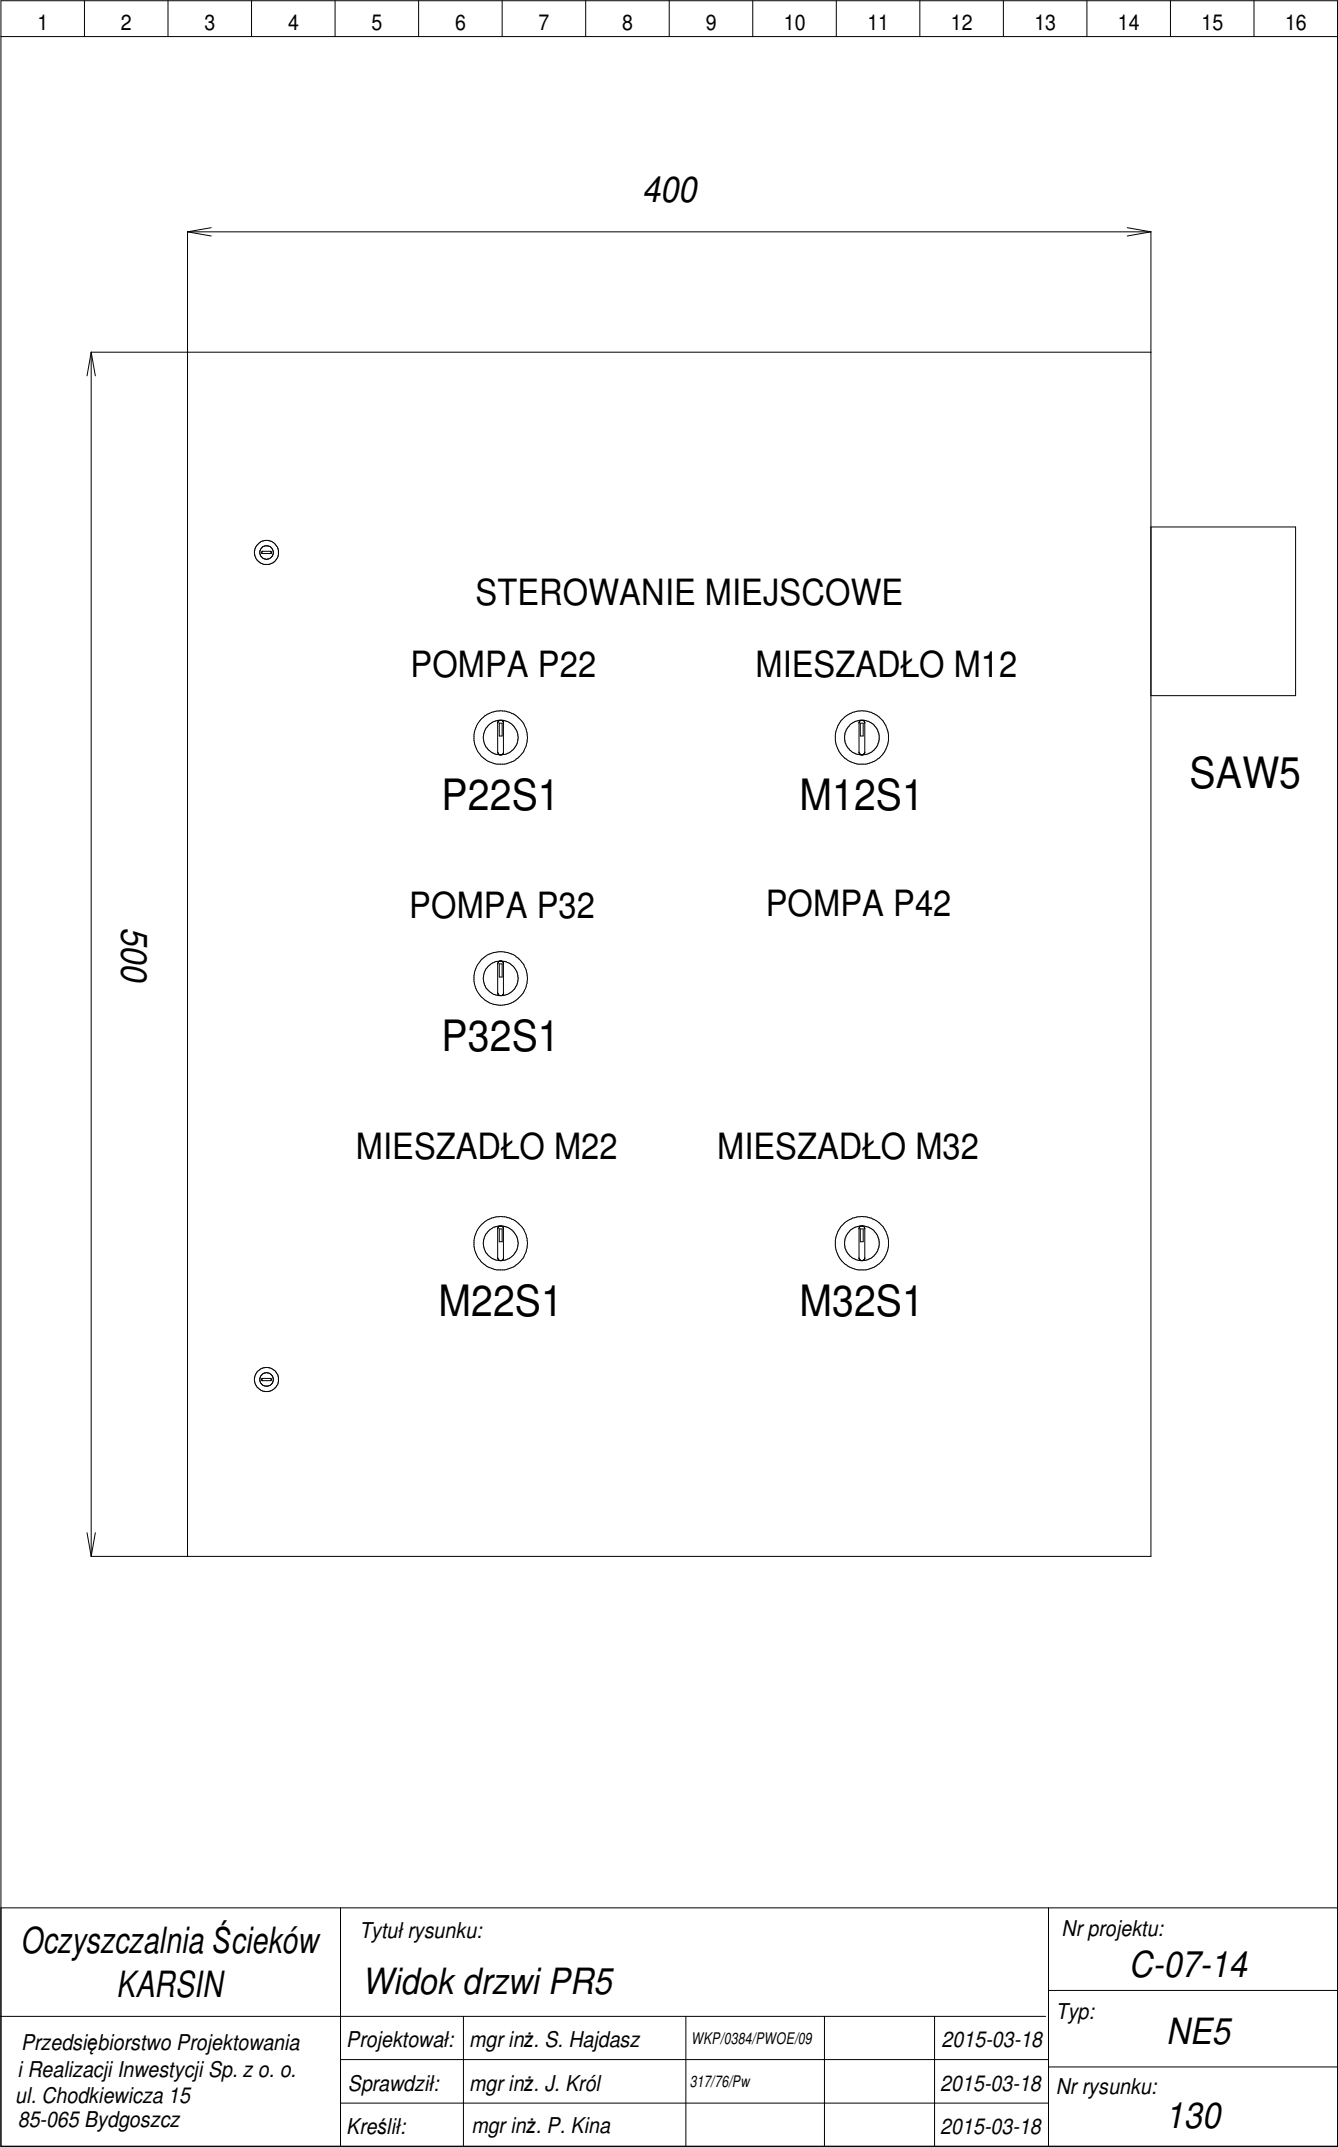 1 2 3 4 5 6 7 8 9 10 11 12 13 14 15 16
400
500
STEROWANIE MIEJSCOWE
POMPA P22 MIESZADŁO M12
P22S1 M12S1
SAW5
POMPA P32 POMPA P42
P32S1
MIESZADŁO M22 MIESZADŁO M32
M22S1 M32S1
Oczyszczalnia Ścieków
KARSIN
Przedsiębiorstwo Projektowania
i Realizacji Inwestycji Sp. z o. o.
ul. Chodkiewicza 15
85-065 Bydgoszcz
Tytuł rysunku:
Widok drzwi PR5
Projektował: mgr inż. S. Hajdasz WKP/0384/PWOE/09 2015-03-18
Sprawdził: mgr inż. J. Król 317/76/Pw 2015-03-18
Kreślił: mgr inż. P. Kina 2015-03-18
Nr projektu:
C-07-14
Typ:
NE5
Nr rysunku:
130